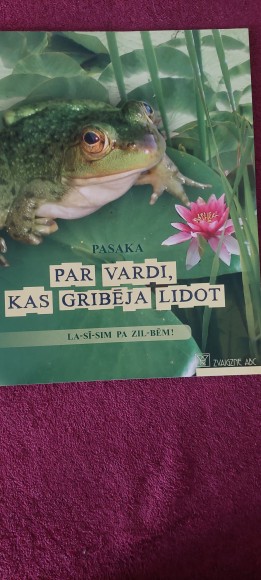 PASAKA
PAR VARDI,
KAS GRIBĒJA LIDOT
LA-SĪ-SIM PA ZIL-BĒM!
ZVAIGZNE ABC